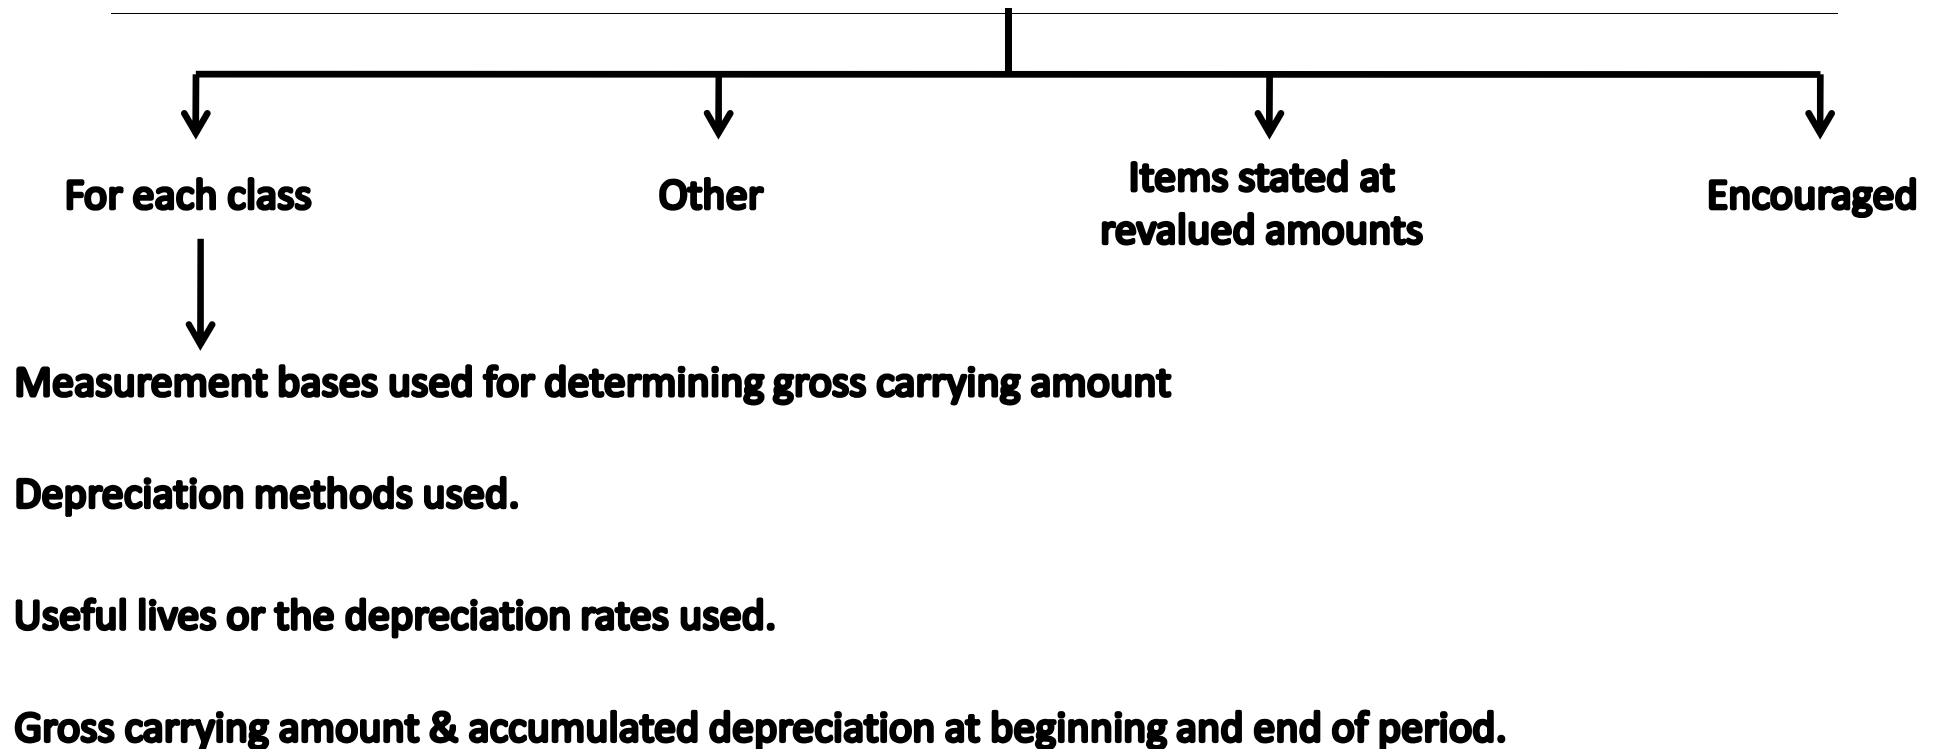 For each class
Other
Items stated at
revalued amounts
Encouraged
Measurement bases used for determining gross carrying amount
Depreciation methods used.
Useful lives or the depreciation rates used.
Gross carrying amount & accumulated depreciation at beginning and end of period.